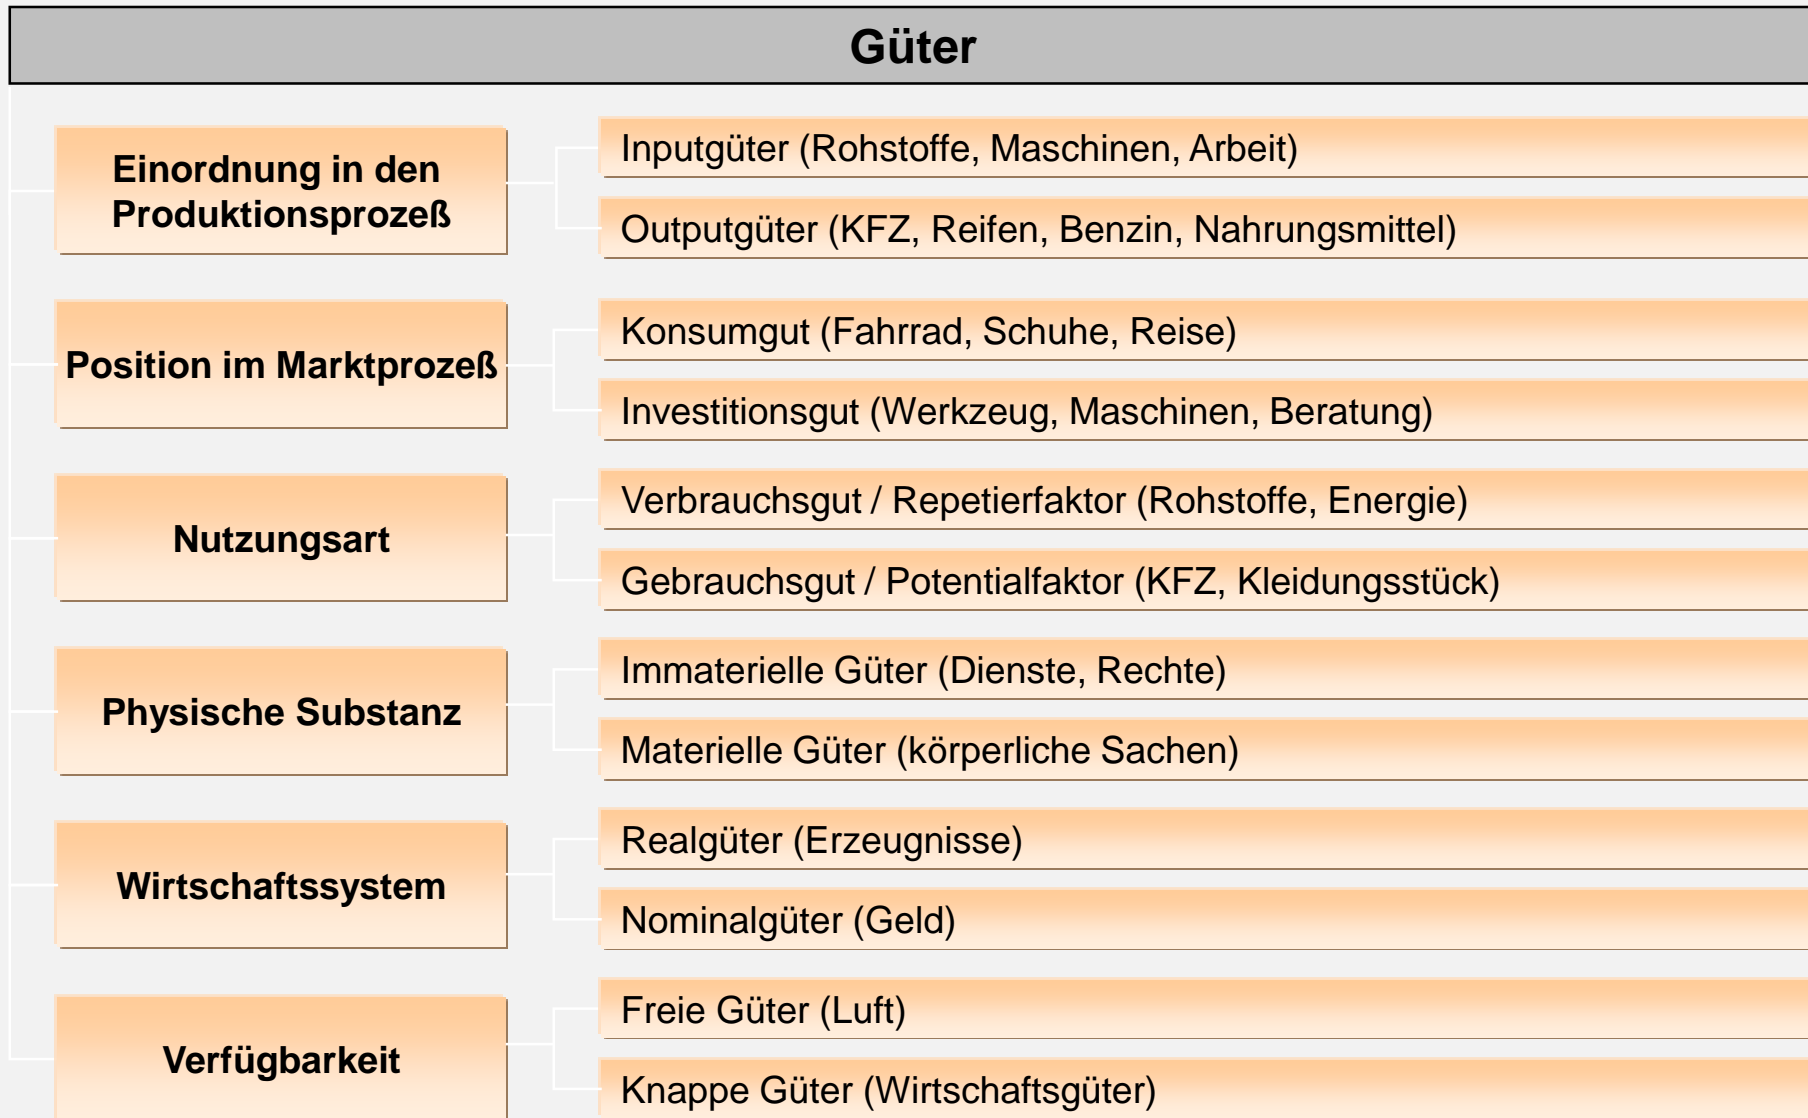 Güter
Einordnung in den
Produktionsprozeß
Inputgüter (Rohstoffe, Maschinen, Arbeit)
Outputgüter (KFZ, Reifen, Benzin, Nahrungsmittel)
Position im Marktprozeß
Konsumgut (Fahrrad, Schuhe, Reise)
Investitionsgut (Werkzeug, Maschinen, Beratung)
Nutzungsart
Verbrauchsgut / Repetierfaktor (Rohstoffe, Energie)
Gebrauchsgut / Potentialfaktor (KFZ, Kleidungsstück)
Physische Substanz
Immaterielle Güter (Dienste, Rechte)
Materielle Güter (körperliche Sachen)
Wirtschaftssystem
Realgüter (Erzeugnisse)
Nominalgüter (Geld)
Verfügbarkeit
Freie Güter (Luft)
Knappe Güter (Wirtschaftsgüter)